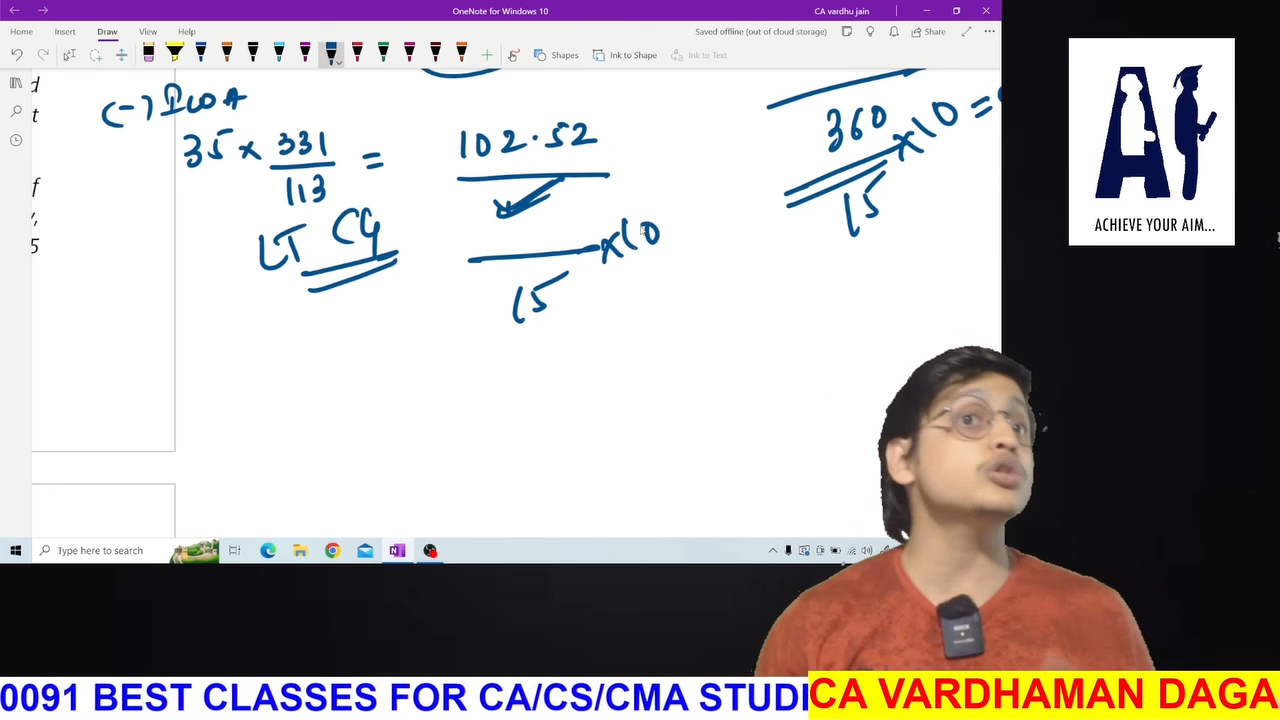 OneNote for Windows 10
CA vardhu jain
Home Insert Draw View Help
Saved offline (out of cloud storage)
Share
Shapes
Ink to Shape
Ink to Text
d
t
f
y,
5
(-) ICOA
35 × 331/113 = 102.52
LT CG
×10
15
360 ×10 =
15
ACHIEVE YOUR AIM...
Type here to search
0091 BEST CLASSES FOR CA/CS/CMA STUDI
CA VARDHAMAN DAGA